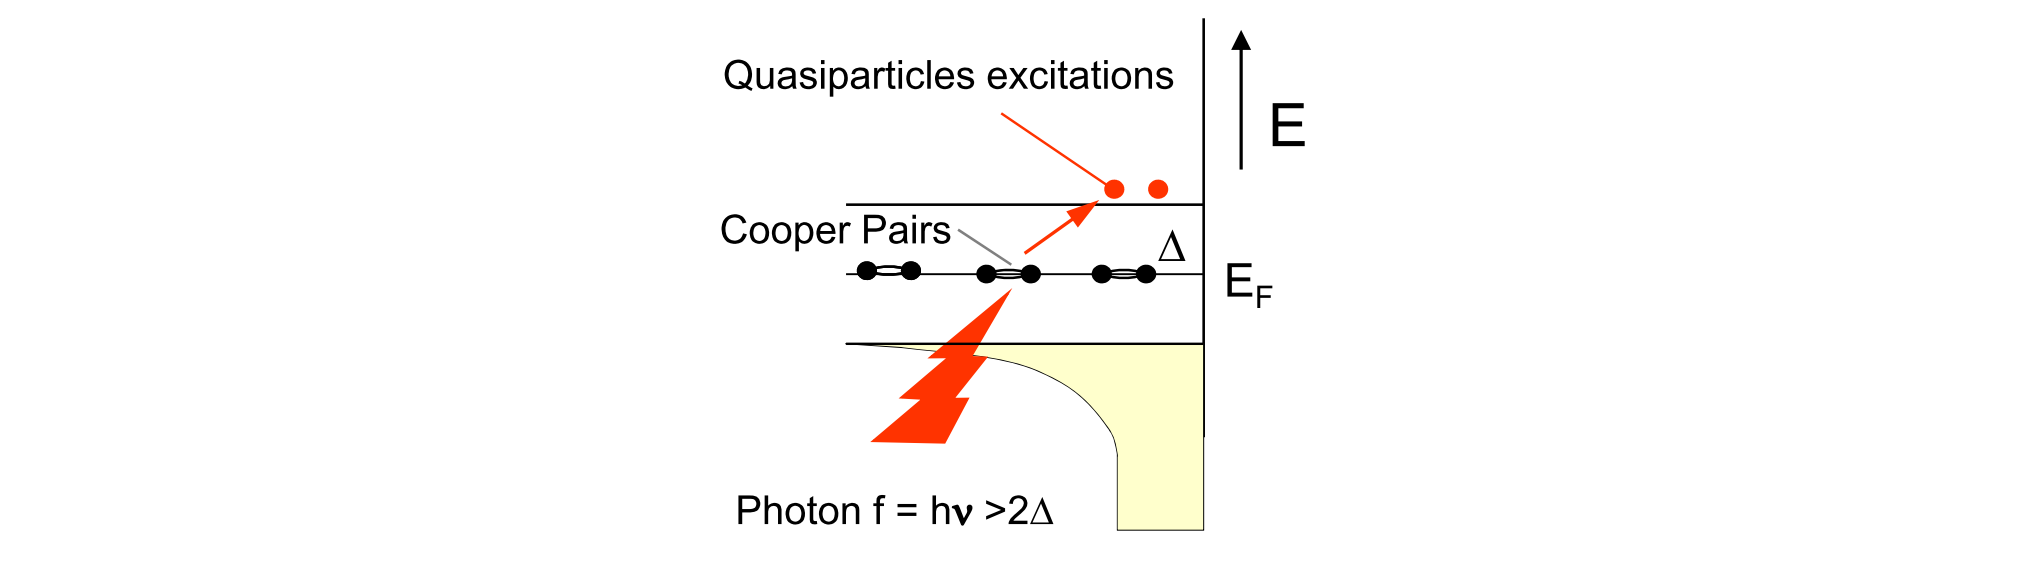 Quasiparticles excitations
E
Cooper Pairs
Δ
E_F
Photon f = hν >2Δ